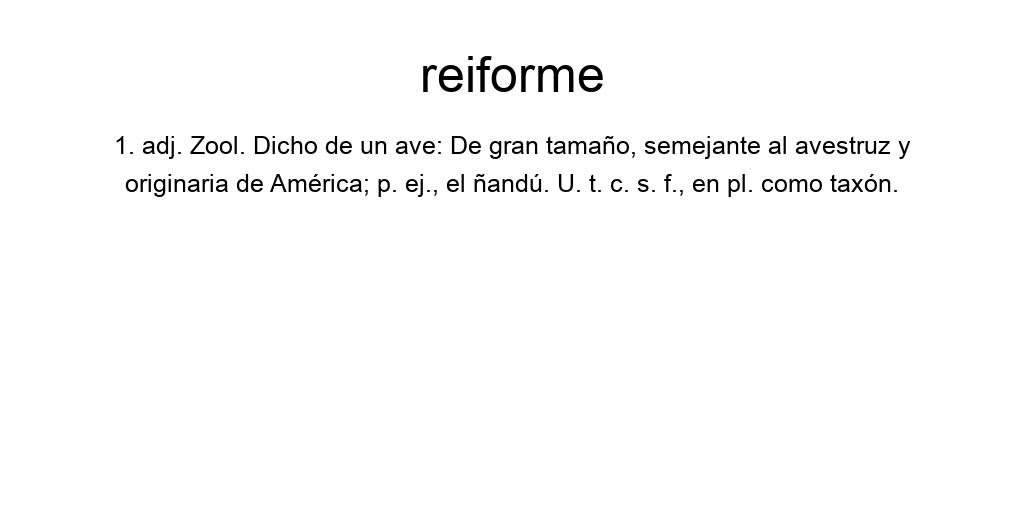 reiforme
1. adj. Zool. Dicho de un ave: De gran tamaño, semejante al avestruz y
originaria de América; p. ej., el ñandú. U. t. c. s. f., en pl. como taxón.